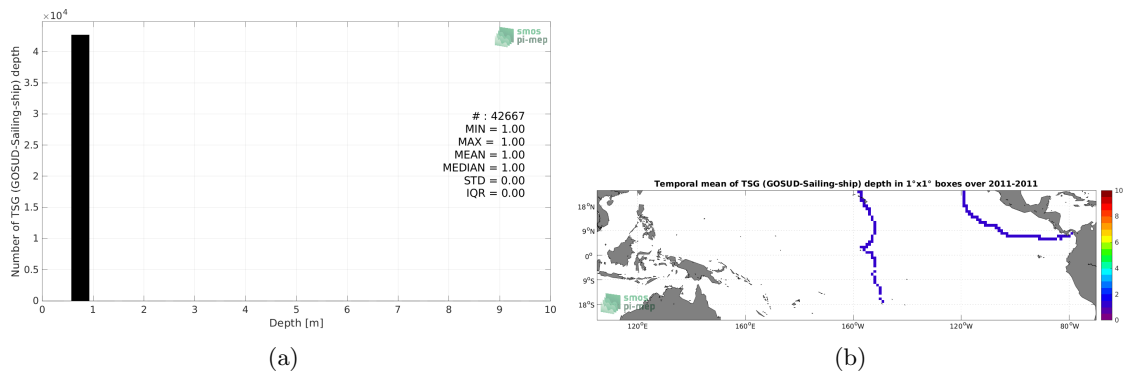 ×10⁴
4
3.5
3
2.5
2
1.5
1
0.5
0
Number of TSG (GOSUD-Sailing-ship) depth
smos
pi-mep
# : 42667
MIN = 1.00
MAX = 1.00
MEAN = 1.00
MEDIAN = 1.00
STD = 0.00
IQR = 0.00
0 1 2 3 4 5 6 7 8 9 10
Depth [m]
(a)
Temporal mean of TSG (GOSUD-Sailing-ship) depth in 1°x1° boxes over 2011-2011
18°N
9°N
0°
9°S
18°S
smos
pi-mep
120°E 160°E 160°W 120°W 80°W
10
8
6
4
2
0
(b)